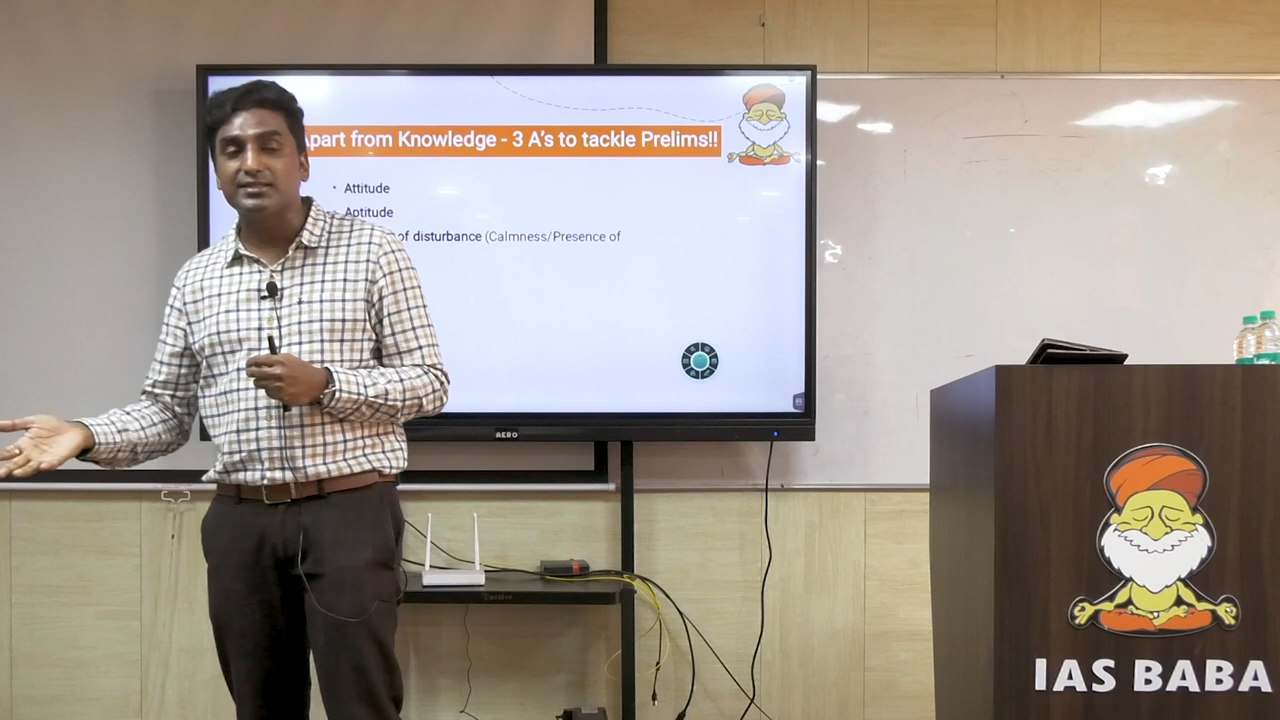 Apart from Knowledge - 3 A's to tackle Prelims!!
Attitude
Aptitude
of disturbance (Calmness/Presence of
AERO
IAS BABA